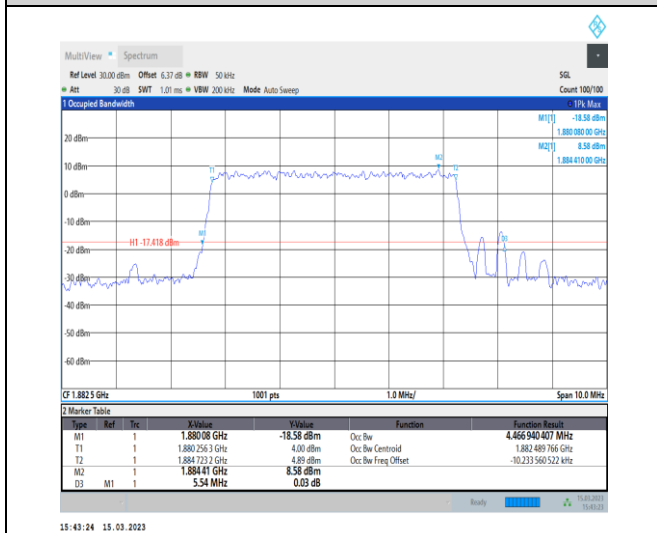 MultiView Spectrum
Ref Level 30.00 dBm Offset 6.37 dB RBW 50 kHz SGL
Att 30 dB SWT 1.01 ms VBW 200 kHz Mode Auto Sweep Count 100/100
1 Occupied Bandwidth 1Pk Max
M1[1] -18.58 dBm
1.880 080 00 GHz
M2[1] 8.58 dBm
1.884 410 00 GHz
20 dBm
10 dBm
M2
T1 T2
0 dBm
-10 dBm
M1
H1 -17.418 dBm
D3
-20 dBm
-30 dBm
-40 dBm
-50 dBm
-60 dBm
CF 1.882 5 GHz 1001 pts 1.0 MHz/ Span 10.0 MHz
2 Marker Table
Type Ref Trc X-Value Y-Value Function Function Result
M1 1 1.88008 GHz -18.58 dBm Occ Bw 4.466 940 407 MHz
T1 1 1.880 256 3 GHz 4.00 dBm Occ Bw Centroid 1.882 489 766 GHz
T2 1 1.884 723 2 GHz 4.89 dBm Occ Bw Freq Offset -10.233 560 522 kHz
M2 1 1.88441 GHz 8.58 dBm
D3 M1 1 5.54 MHz 0.03 dB
Ready 15.03.2023
15:43:23
15:43:24 15.03.2023